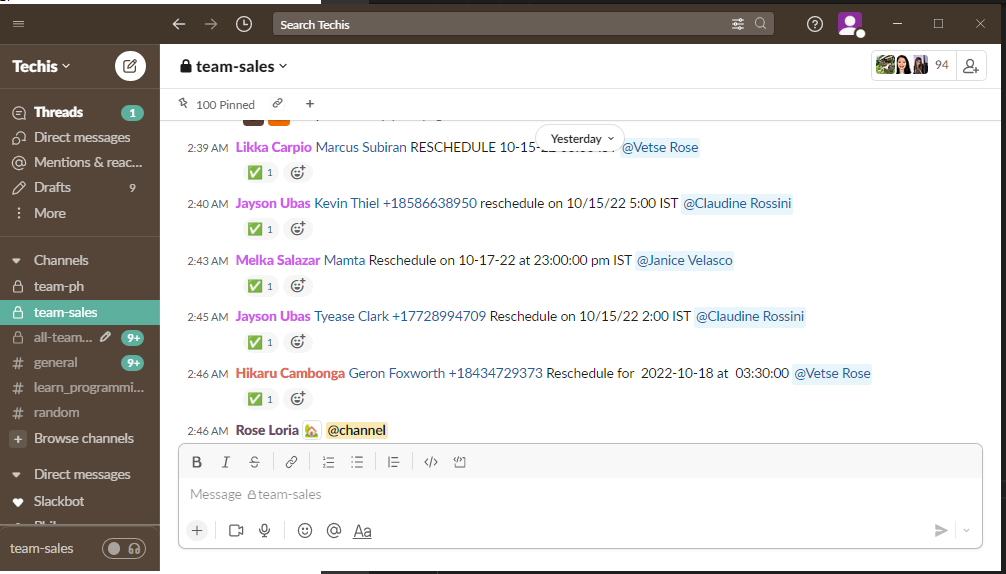 Search Techis
Techis
team-sales
94
Threads 1
100 Pinned
Direct messages
Yesterday
Mentions & reac...
2:39 AM Likka Carpio Marcus Subiran RESCHEDULE 10-15-22 @Vetse Rose
1
Drafts 9
More
2:40 AM Jayson Ubas Kevin Thiel +18586638950 reschedule on 10/15/22 5:00 IST @Claudine Rossini
1
Channels
2:43 AM Melka Salazar Mamta Reschedule on 10-17-22 at 23:00:00 pm IST @Janice Velasco
1
team-ph
team-sales
2:45 AM Jayson Ubas Tyease Clark +17728994709 Reschedule on 10/15/22 2:00 IST @Claudine Rossini
1
all-team... 9+
general 9+
2:46 AM Hikaru Cambonga Geron Foxworth +18434729373 Reschedule for 2022-10-18 at 03:30:00 @Vetse Rose
1
# learn_programmi...
# random
2:46 AM Rose Loria @channel
Browse channels
Direct messages
Message team-sales
Slackbot
team-sales
Aa